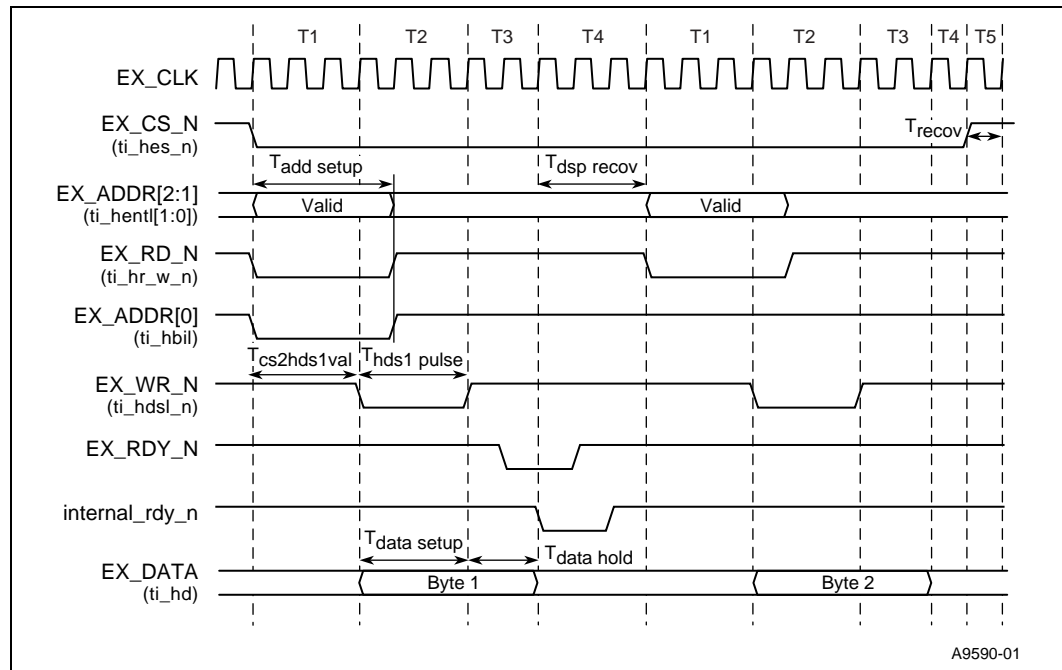 T1 T2 T3 T4 T1 T2 T3 T4 T5
EX_CLK
EX_CS_N
(ti_hes_n)
Trecov
Tadd setup
Tdsp recov
EX_ADDR[2:1]
(ti_hentl[1:0])
Valid Valid
EX_RD_N
(ti_hr_w_n)
EX_ADDR[0]
(ti_hbil)
Tcs2hds1val Thds1 pulse
EX_WR_N
(ti_hdsl_n)
EX_RDY_N
internal_rdy_n
Tdata setup Tdata hold
EX_DATA
(ti_hd)
Byte 1 Byte 2
A9590-01